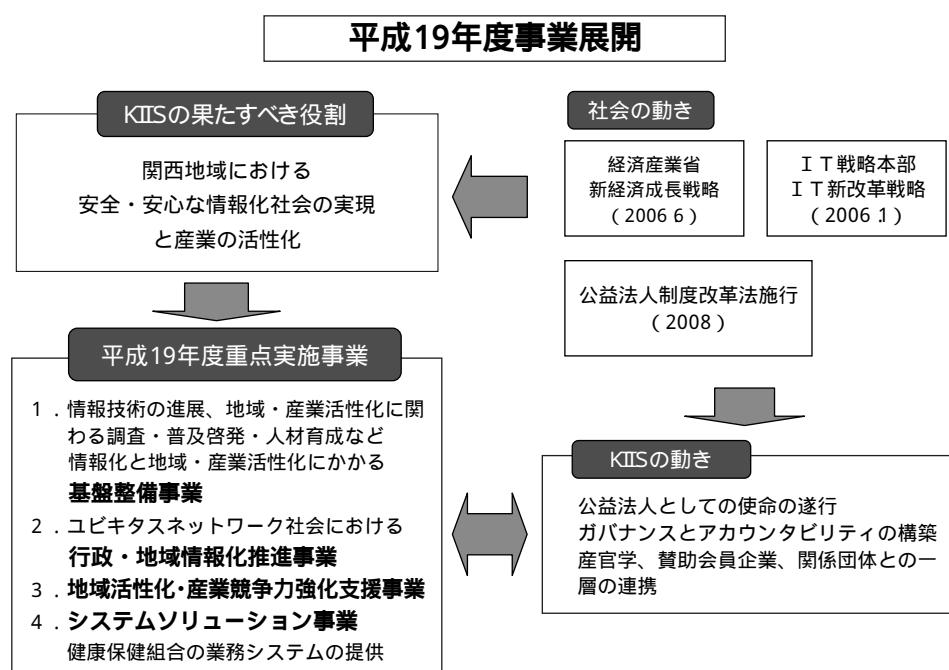 平成19年度事業展開
KIISの果たすべき役割
関西地域における
安全・安心な情報化社会の実現
と産業の活性化
社会の動き
経済産業省
新経済成長戦略
（2006 6）
ＩＴ戦略本部
ＩＴ新改革戦略
（2006 1）
公益法人制度改革法施行
（2008）
平成19年度重点実施事業
1．情報技術の進展、地域・産業活性化に関
わる調査・普及啓発・人材育成など
情報化と地域・産業活性化にかかる
基盤整備事業
2．ユビキタスネットワーク社会における
行政・地域情報化推進事業
3．地域活性化・産業競争力強化支援事業
4．システムソリューション事業
健康保健組合の業務システムの提供
KIISの動き
公益法人としての使命の遂行
ガバナンスとアカウンタビリティの構築
産官学、賛助会員企業、関係団体との一
層の連携